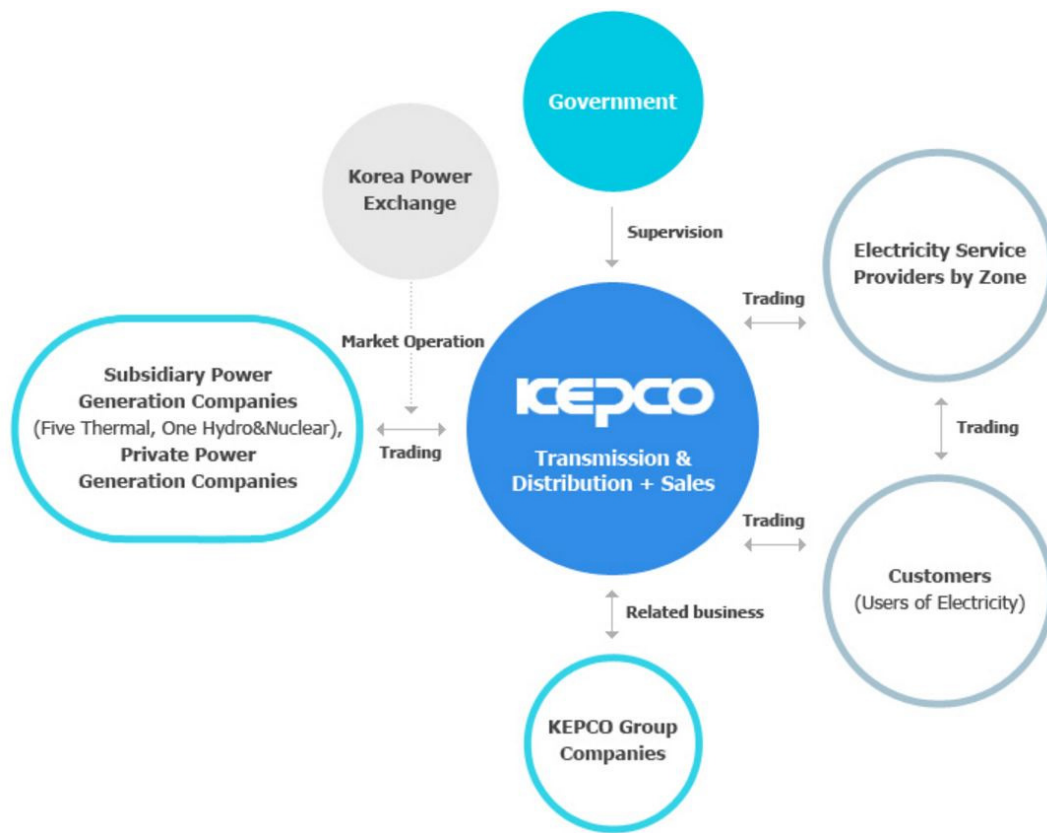 Government
Korea Power
Exchange
Supervision
Electricity Service
Providers by Zone
Trading
Market Operation
Subsidiary Power
Generation Companies
(Five Thermal, One Hydro&Nuclear),
Private Power
Generation Companies
Trading
KEPCO
Transmission &
Distribution + Sales
Trading
Trading
Customers
(Users of Electricity)
Related business
KEPCO Group
Companies